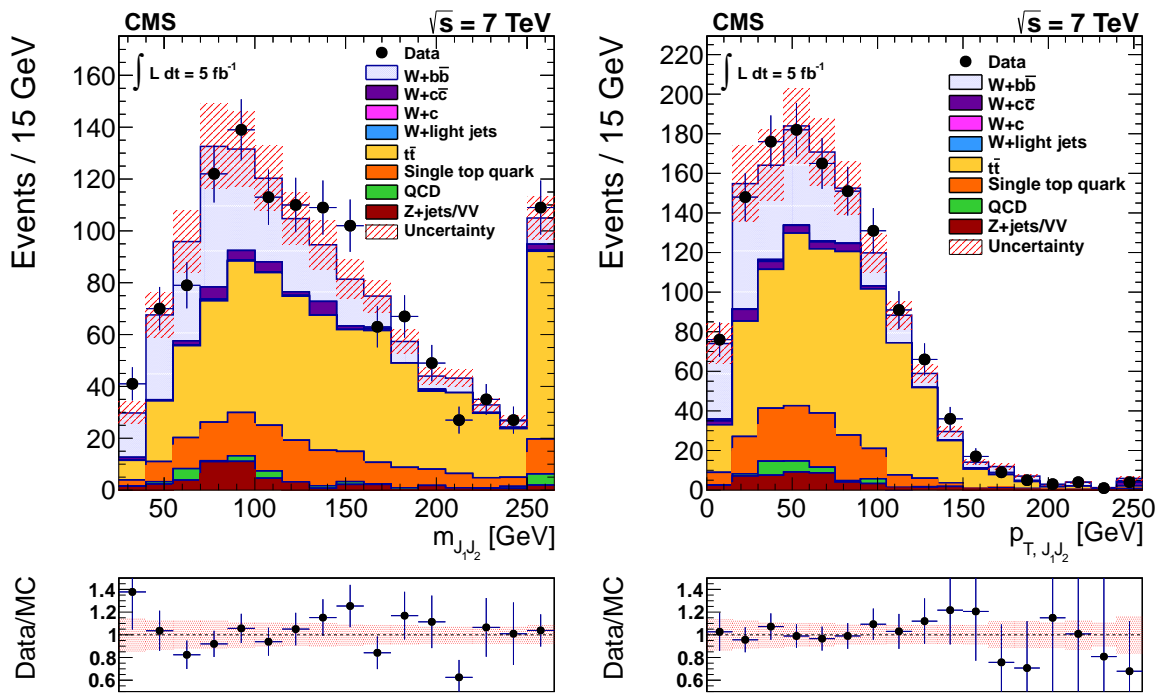 CMS
√s = 7 TeV
∫ L dt = 5 fb⁻¹
Data
W+bb̄
W+cc̄
W+c
W+light jets
tt̄
Single top quark
QCD
Z+jets/VV
Uncertainty
Events / 15 GeV
160
140
120
100
80
60
40
20
0
50 100 150 200 250
m_J₁J₂ [GeV]
Data/MC
1.4
1.2
1
0.8
0.6
CMS
√s = 7 TeV
∫ L dt = 5 fb⁻¹
Data
W+bb̄
W+cc̄
W+c
W+light jets
tt̄
Single top quark
QCD
Z+jets/VV
Uncertainty
Events / 15 GeV
220
200
180
160
140
120
100
80
60
40
20
0
0 50 100 150 200 250
p_T, J₁J₂ [GeV]
Data/MC
1.4
1.2
1
0.8
0.6